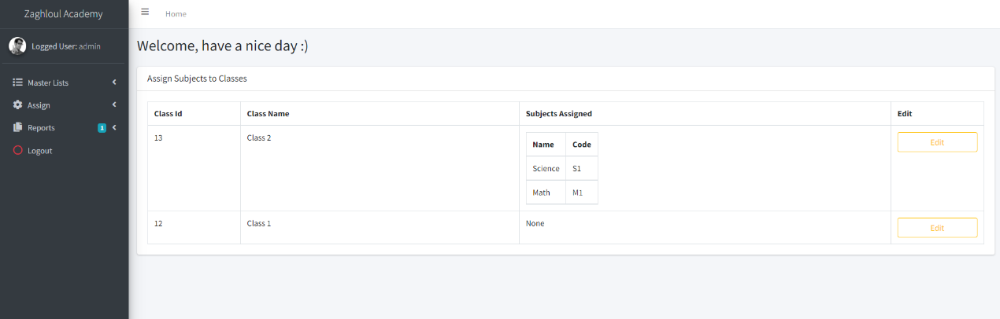 Zaghloul Academy
Home
Logged User: admin
Welcome, have a nice day :)
Master Lists
Assign
Reports 1
Logout
Assign Subjects to Classes
Class Id Class Name Subjects Assigned Edit
13 Class 2 Name Code Edit
Science S1
Math M1
12 Class 1 None Edit